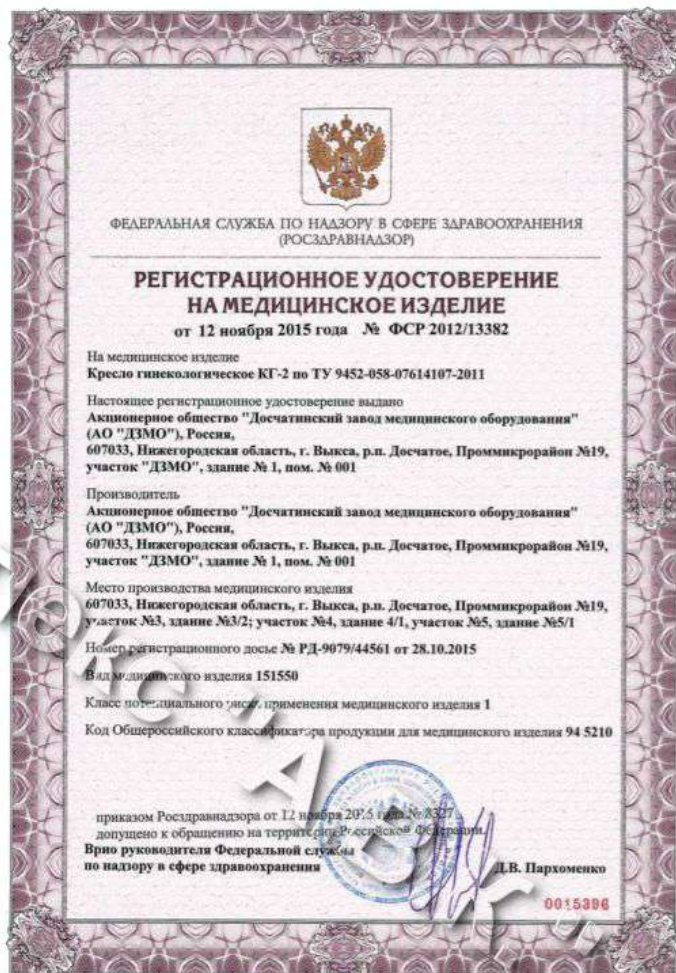 ФЕДЕРАЛЬНАЯ СЛУЖБА ПО НАДЗОРУ В СФЕРЕ ЗДРАВООХРАНЕНИЯ
(РОСЗДРАВНАДЗОР)
РЕГИСТРАЦИОННОЕ УДОСТОВЕРЕНИЕ
НА МЕДИЦИНСКОЕ ИЗДЕЛИЕ
от 12 ноября 2015 года № ФСР 2012/13382
На медицинское изделие
Кресло гинекологическое КГ-2 по ТУ 9452-058-07614107-2011
Настоящее регистрационное удостоверение выдано
Акционерное общество "Досчатинский завод медицинского оборудования"
(АО "ДЗМО"), Россия,
607033, Нижегородская область, г. Выкса, р.п. Досчатое, Проммикрорайон №19,
участок "ДЗМО", здание № 1, пом. № 001
Производитель
Акционерное общество "Досчатинский завод медицинского оборудования"
(АО "ДЗМО"), Россия,
607033, Нижегородская область, г. Выкса, р.п. Досчатое, Проммикрорайон №19,
участок "ДЗМО", здание № 1, пом. № 001
Место производства медицинского изделия
607033, Нижегородская область, г. Выкса, р.п. Досчатое, Проммикрорайон №19,
участок №3, здание №3/2; участок №4, здание 4/1, участок №5, здание №5/1
Номер регистрационного досье № РД-9079/44561 от 28.10.2015
Вид медицинского изделия 151550
Класс потенциального риска применения медицинского изделия 1
Код Общероссийского классификатора продукции для медицинского изделия 94 5210
приказом Росздравнадзора от 12 ноября 2015 года № 8327
допущено к обращению на территории Российской Федерации.
Врио руководителя Федеральной службы
по надзору в сфере здравоохранения
Д.В. Пархоменко
0015396